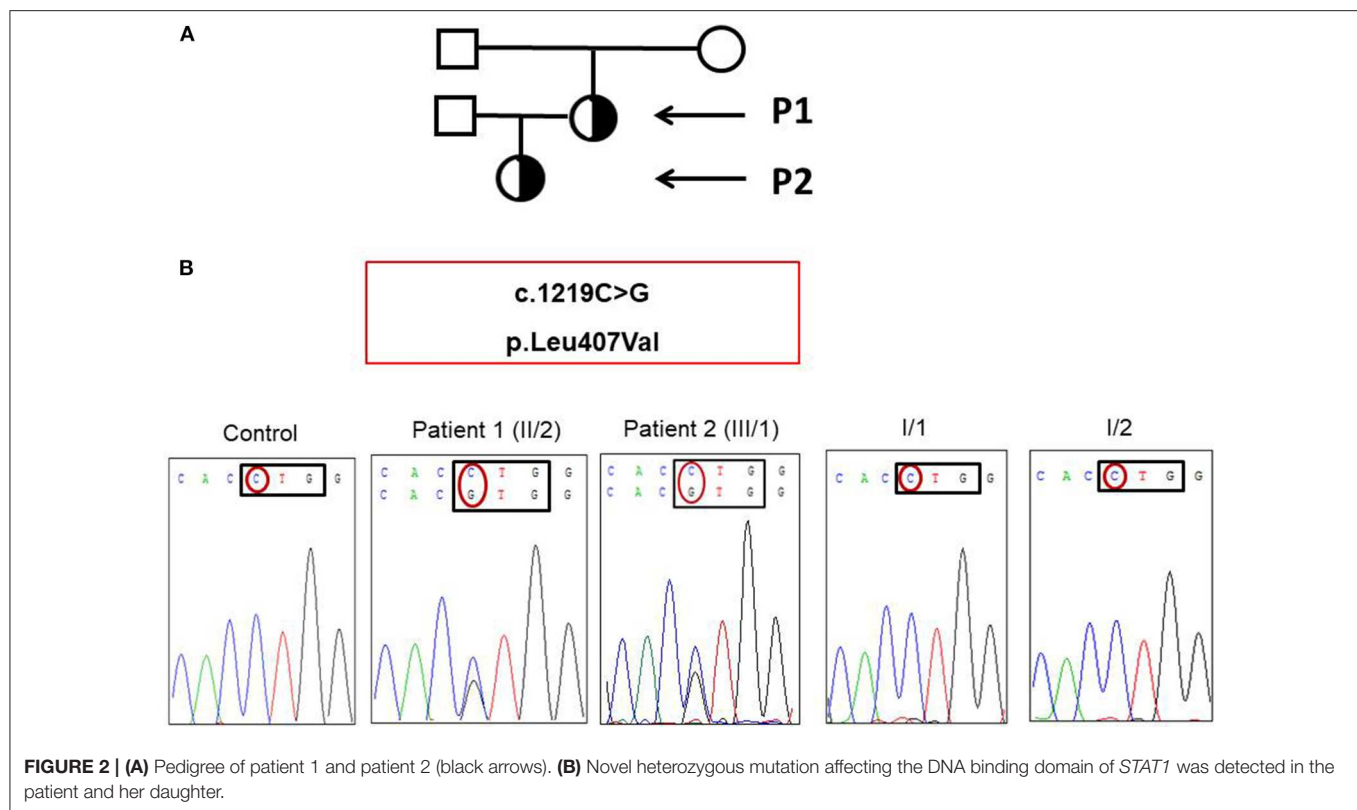 A
P1
P2
B
c.1219C>G
p.Leu407Val
Control
Patient 1 (II/2)
Patient 2 (III/1)
I/1
I/2
C A C C T G G
C A C C T G G
C A C G T G G
C A C C T G G
C A C G T G G
C A C C T G G
C A C C T G G
FIGURE 2 | (A) Pedigree of patient 1 and patient 2 (black arrows). (B) Novel heterozygous mutation affecting the DNA binding domain of STAT1 was detected in the
patient and her daughter.